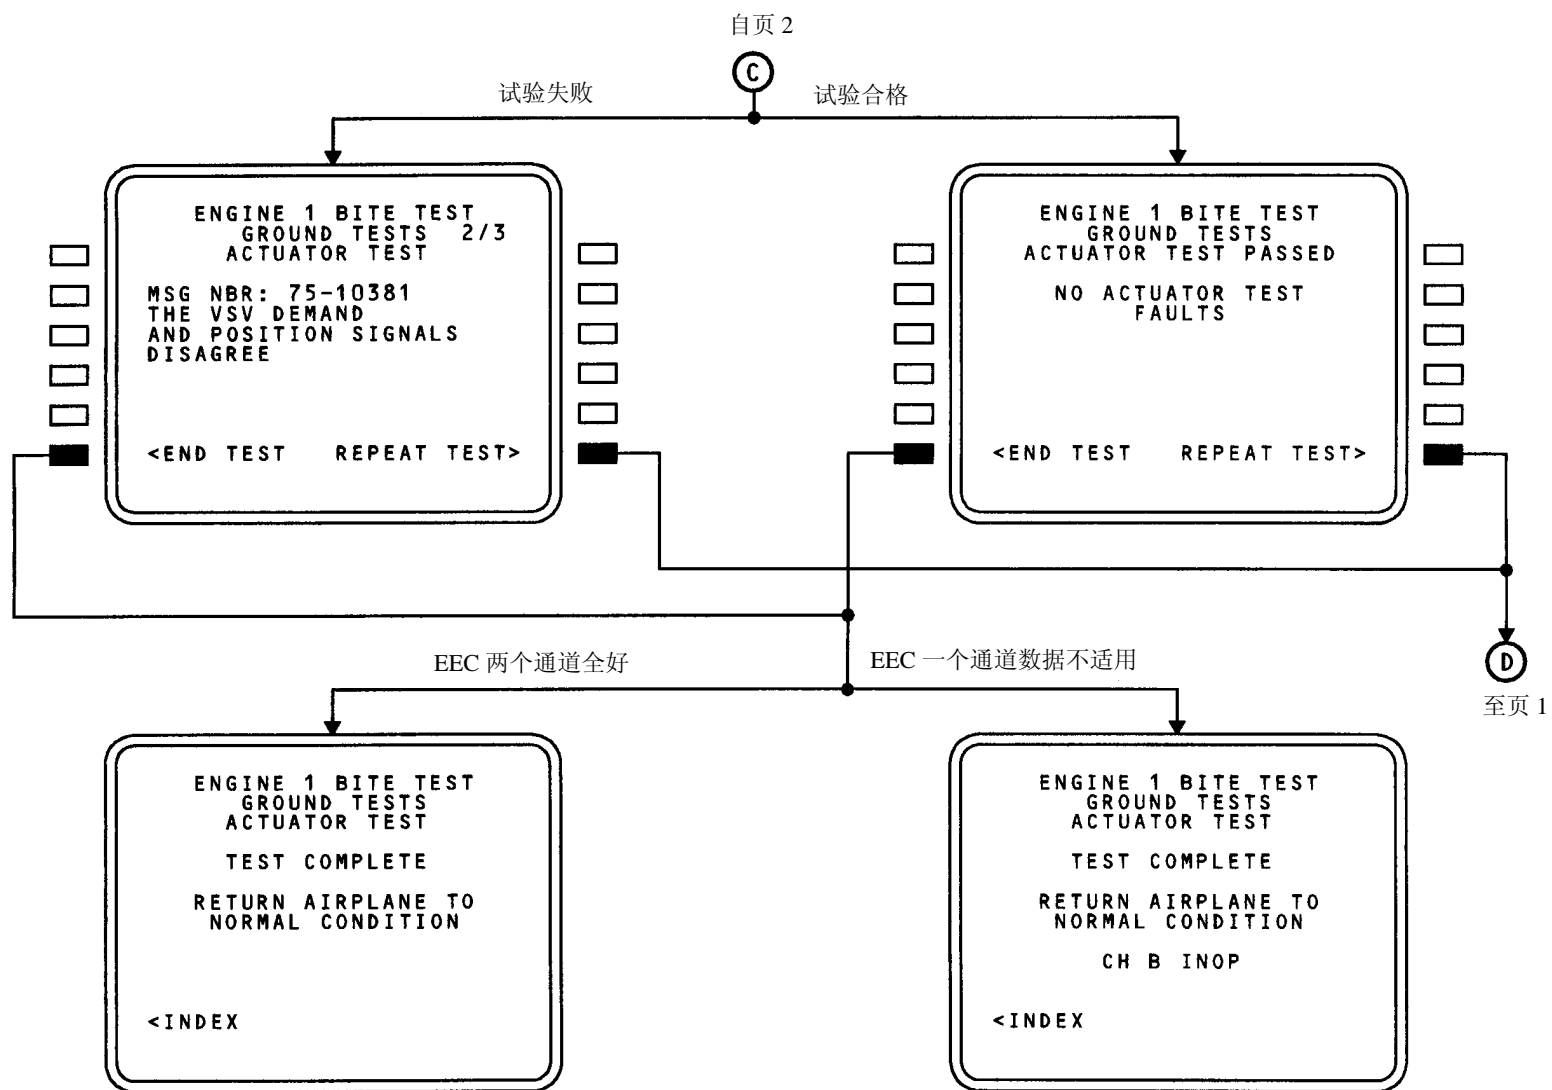 自页 2
C
试验失败
试验合格
ENGINE 1 BITE TEST
GROUND TESTS 2/3
ACTUATOR TEST
MSG NBR: 75-10381
THE VSV DEMAND
AND POSITION SIGNALS
DISAGREE
<END TEST REPEAT TEST>
ENGINE 1 BITE TEST
GROUND TESTS
ACTUATOR TEST PASSED
NO ACTUATOR TEST
FAULTS
<END TEST REPEAT TEST>
EEC 两个通道全好
EEC 一个通道数据不适用
D
至页 1
ENGINE 1 BITE TEST
GROUND TESTS
ACTUATOR TEST
TEST COMPLETE
RETURN AIRPLANE TO
NORMAL CONDITION
<INDEX
ENGINE 1 BITE TEST
GROUND TESTS
ACTUATOR TEST
TEST COMPLETE
RETURN AIRPLANE TO
NORMAL CONDITION
CH B INOP
<INDEX